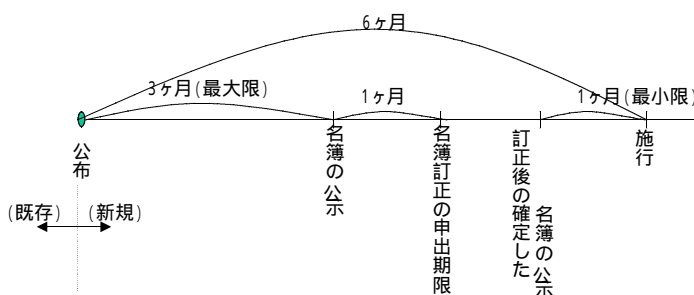 6ヶ月
3ヶ月(最大限)
1ヶ月
1ヶ月(最小限)
公布
名簿の公示
名簿訂正の申出期限
訂正後の確定した
名簿の公示
施行
(既存)
(新規)